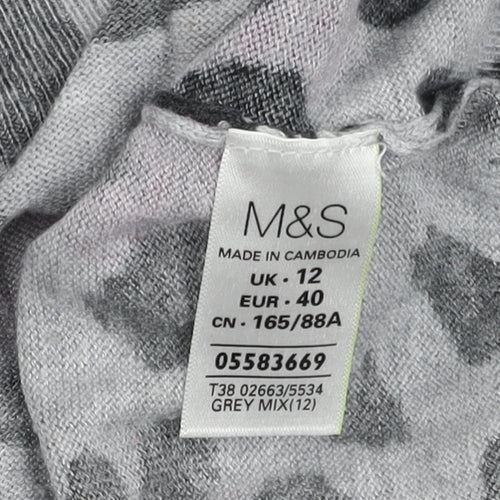 M&S
MADE IN CAMBODIA
UK · 12
EUR · 40
CN · 165/88A
05583669
T38 02663/5534
GREY MIX(12)